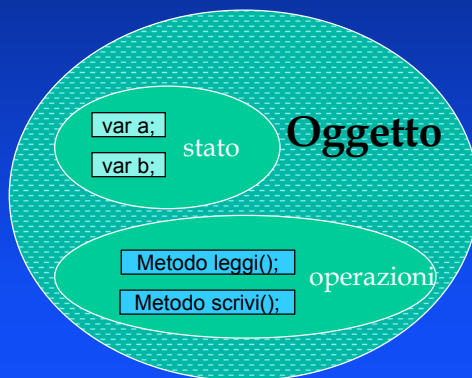 var a;
stato
var b;
Oggetto
Metodo leggi();
operazioni
Metodo scrivi();